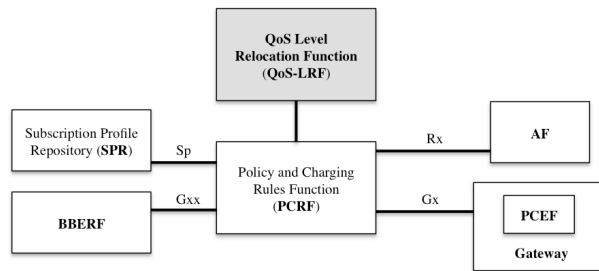 QoS Level
Relocation Function
(QoS-LRF)
Subscription Profile
Repository (SPR)
Sp
Rx
AF
Policy and Charging
Rules Function
(PCRF)
Gxx
Gx
BBERF
PCEF
Gateway